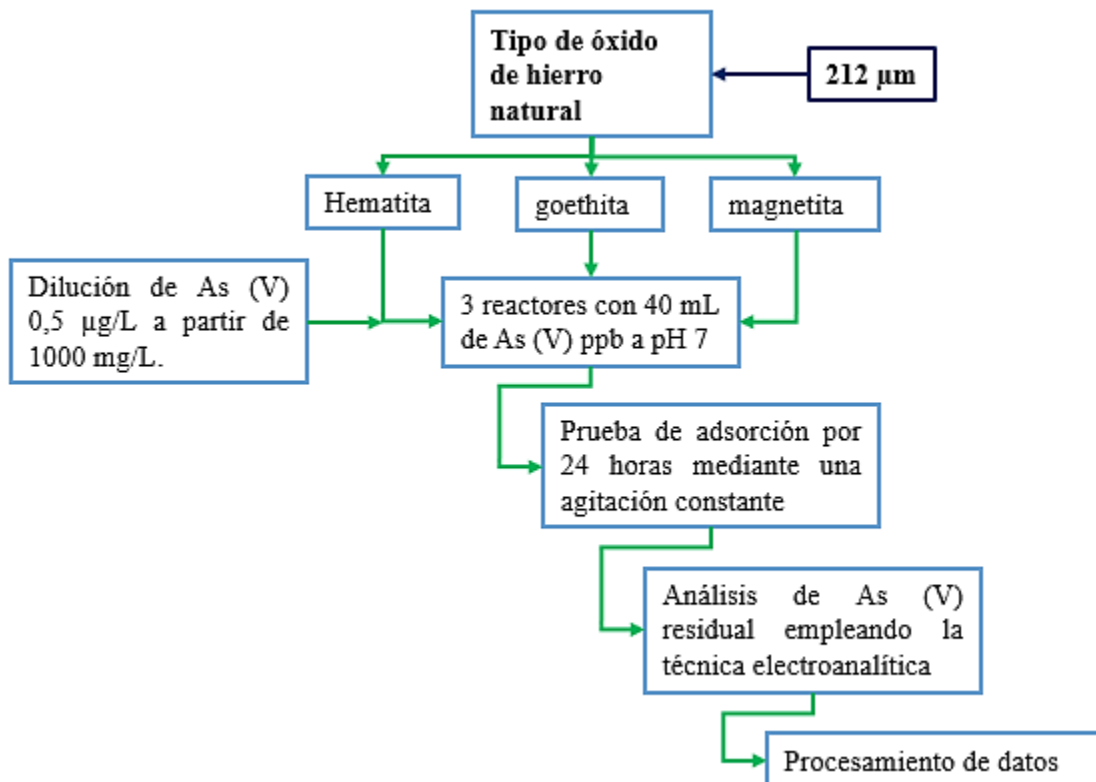 Tipo de óxido
de hierro
natural
212 µm
Hematita
goethita
magnetita
Dilución de As (V)
0,5 µg/L a partir de
1000 mg/L.
3 reactores con 40 mL
de As (V) ppb a pH 7
Prueba de adsorción por
24 horas mediante una
agitación constante
Análisis de As (V)
residual empleando la
técnica electroanalítica
Procesamiento de datos